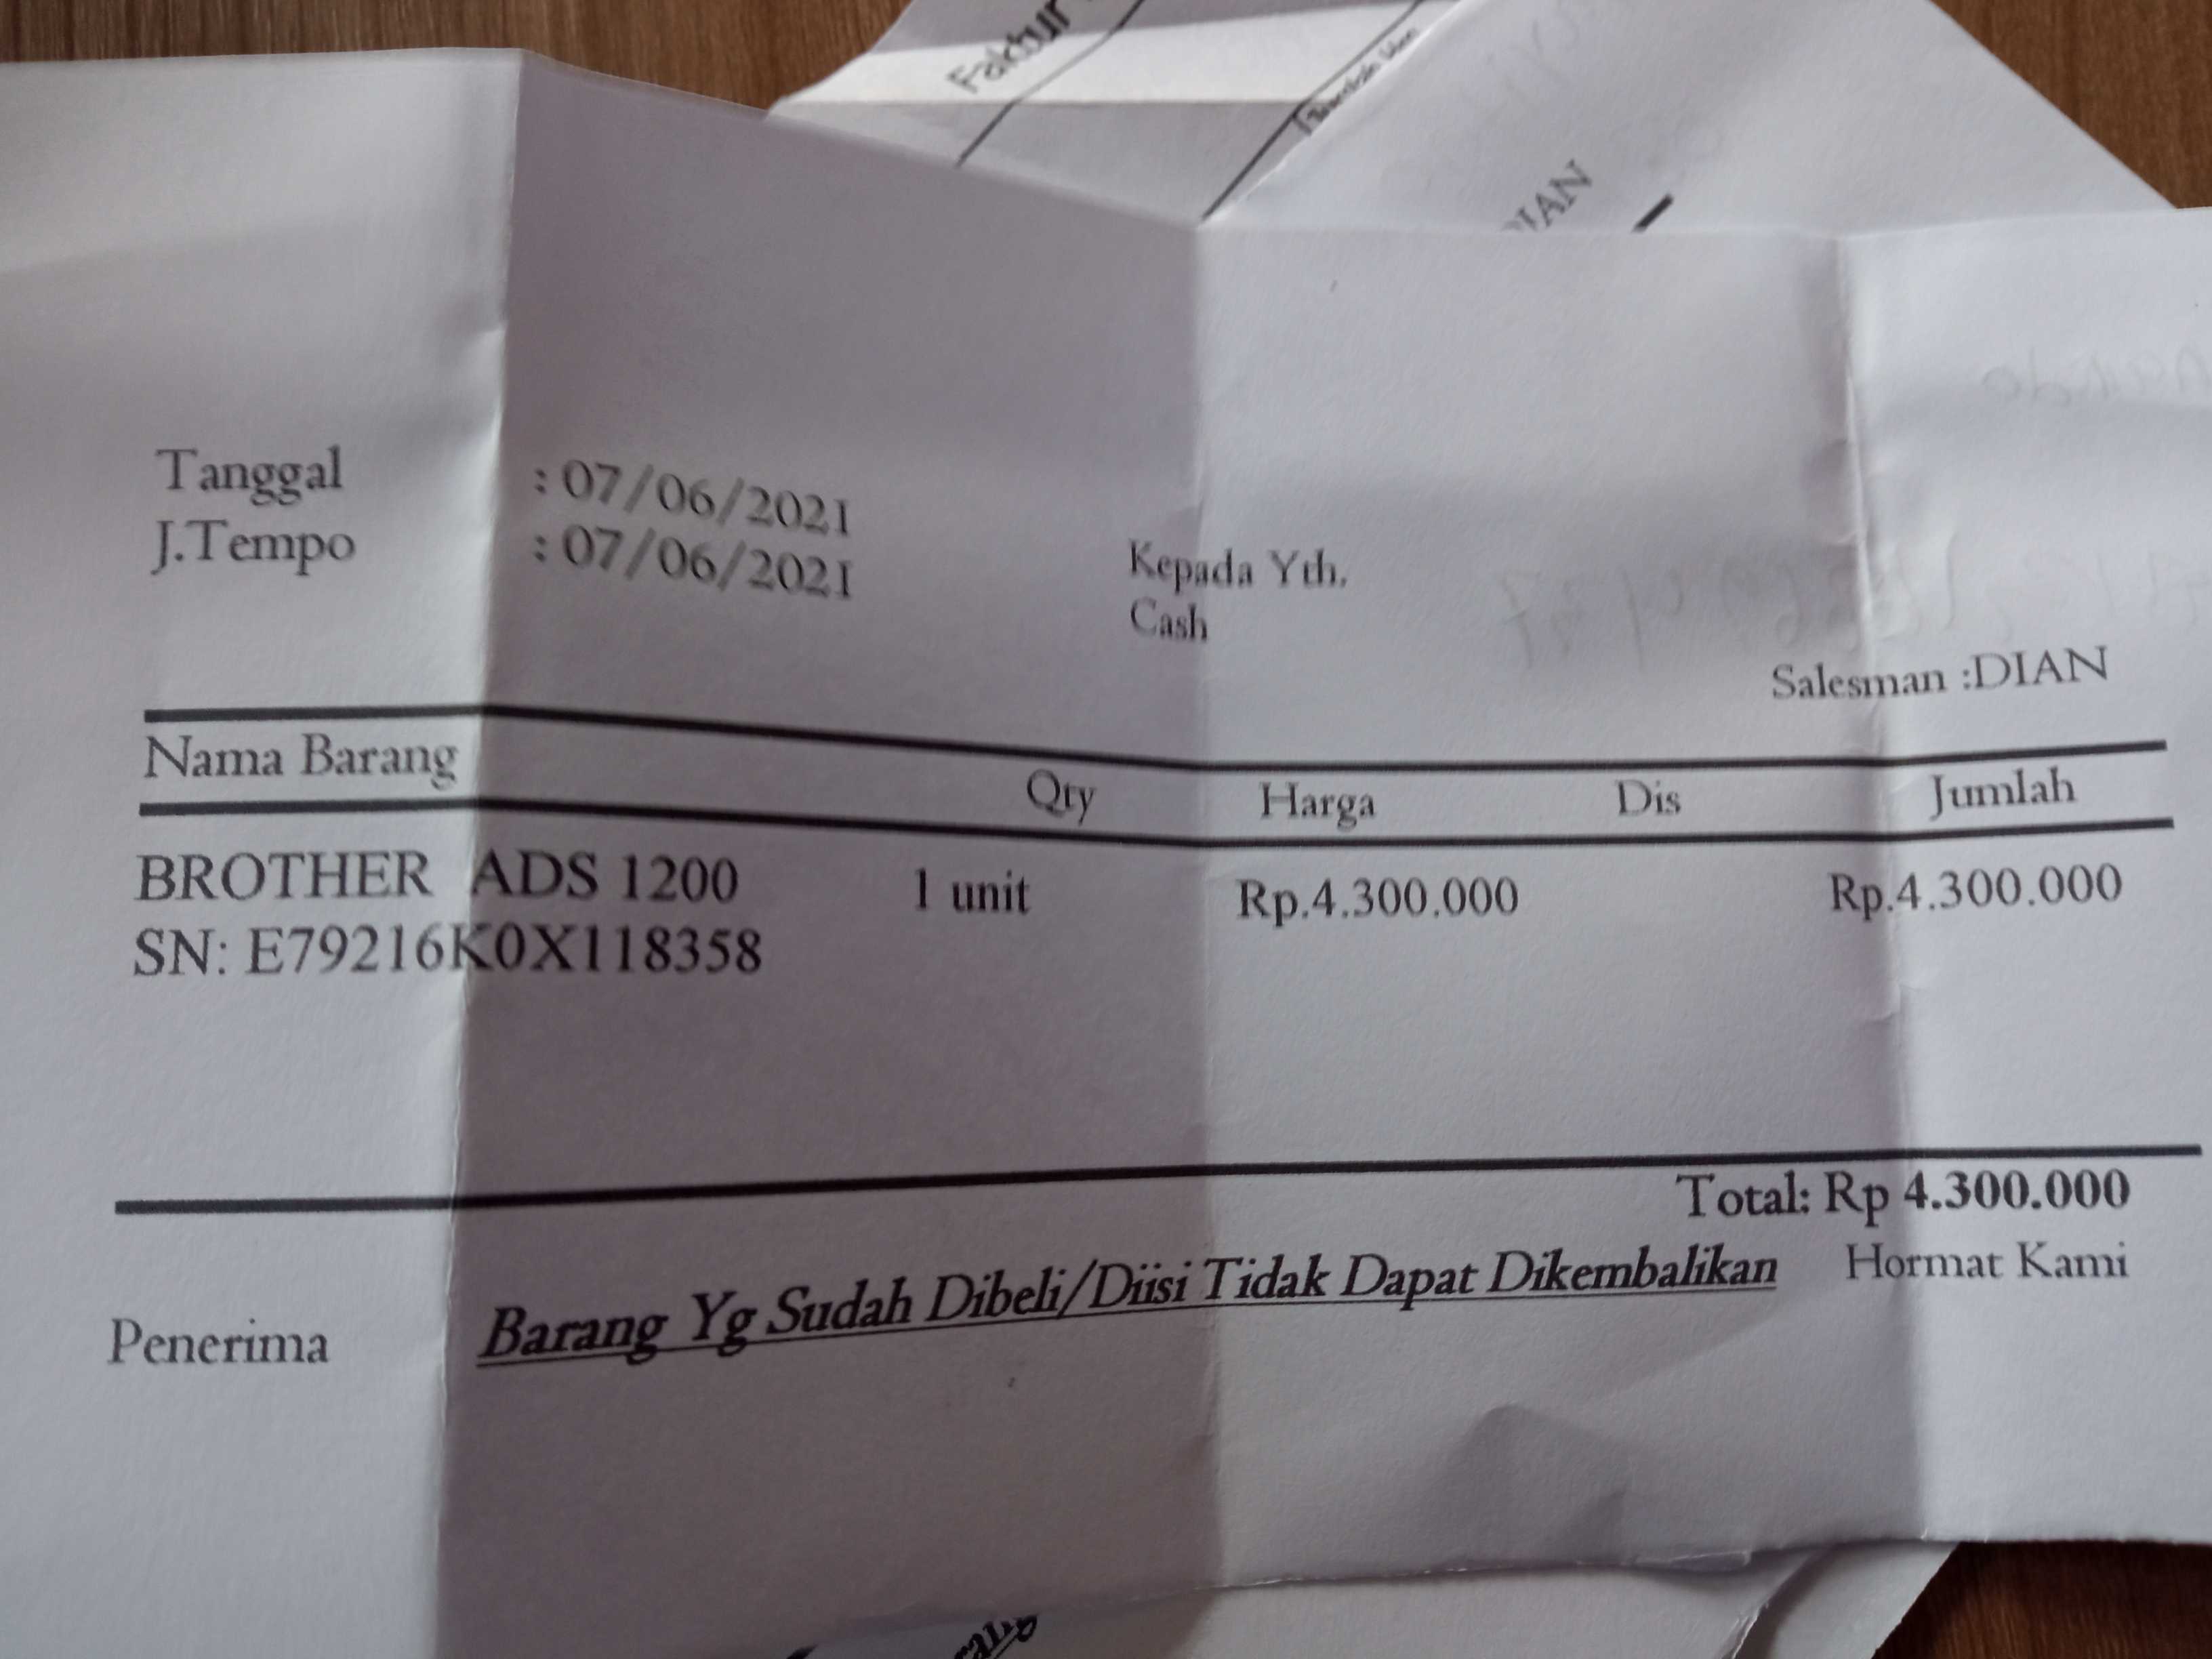 Faktur
DIAN
Tanggal : 07/06/2021
J.Tempo : 07/06/2021
Kepada Yth.
Cash
Salesman :DIAN
Nama Barang Qty Harga Dis Jumlah
BROTHER ADS 1200 1 unit Rp.4.300.000 Rp.4.300.000
SN: E79216K0X118358
Total: Rp 4.300.000
Penerima Barang Yg Sudah Dibeli/Diisi Tidak Dapat Dikembalikan Hormat Kami